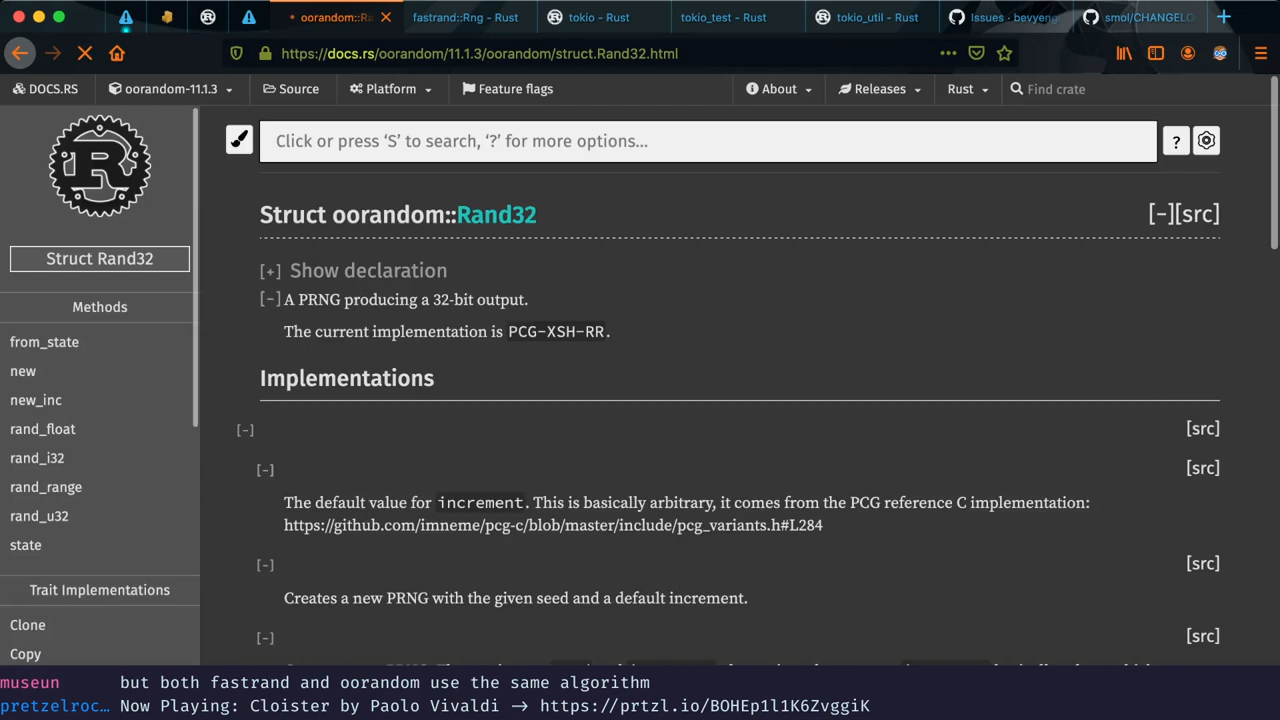 oorandom::Ra
fastrand::Rng - Rust
tokio - Rust
tokio_test - Rust
tokio_util - Rust
Issues · bevyeng
smol/CHANGELO
https://docs.rs/oorandom/11.1.3/oorandom/struct.Rand32.html
DOCS.RS
oorandom-11.1.3
Source
Platform
Feature flags
About
Releases
Rust
Find crate
Click or press ‘S’ to search, ‘?’ for more options…
?
Struct Rand32
Methods
from_state
new
new_inc
rand_float
rand_i32
rand_range
rand_u32
state
Trait Implementations
Clone
Copy
Struct oorandom::Rand32 [-][src]
[+] Show declaration
[-] A PRNG producing a 32-bit output.
The current implementation is PCG-XSH-RR.
Implementations
[-] [src]
[-] [src]
The default value for increment. This is basically arbitrary, it comes from the PCG reference C implementation:
https://github.com/imneme/pcg-c/blob/master/include/pcg_variants.h#L284
[-] [src]
Creates a new PRNG with the given seed and a default increment.
[-] [src]
museun but both fastrand and oorandom use the same algorithm
pretzelroc… Now Playing: Cloister by Paolo Vivaldi -> https://prtzl.io/BOHEp1l1K6ZvggiK